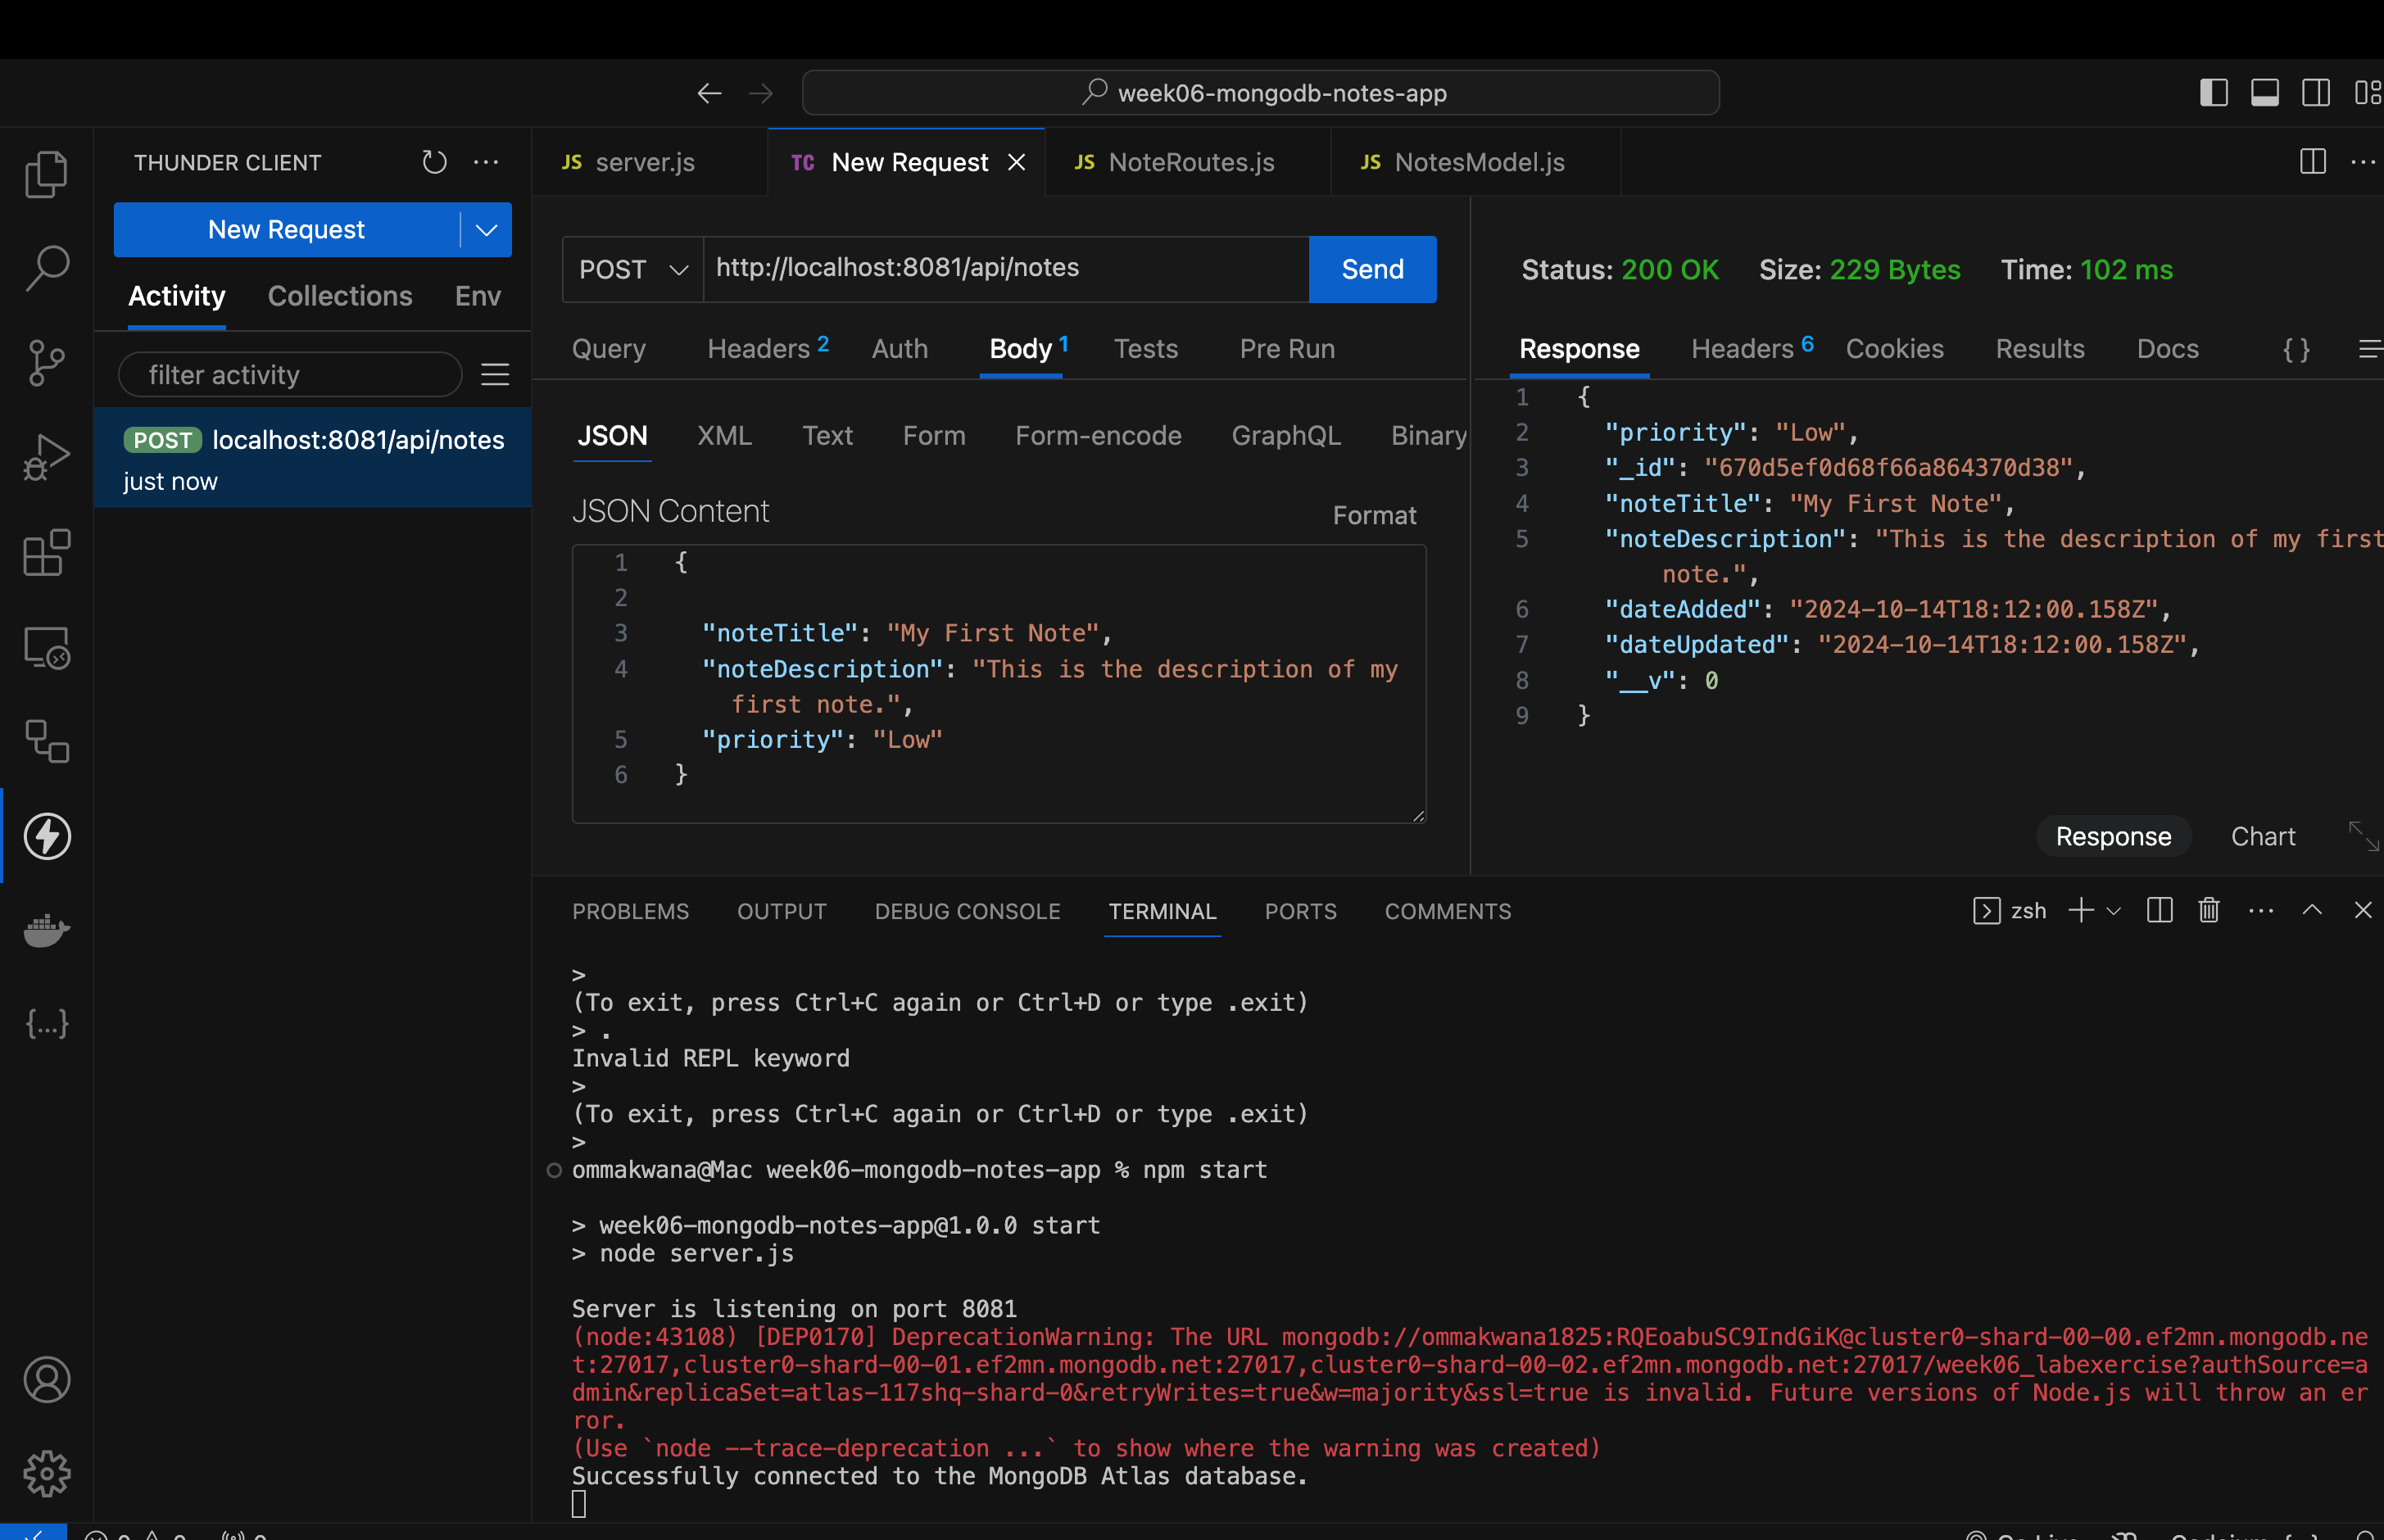 week06-mongodb-notes-app
THUNDER CLIENT
New Request
Activity Collections Env
filter activity
POST localhost:8081/api/notes
just now
JS server.js
TC New Request
JS NoteRoutes.js
JS NotesModel.js
POST http://localhost:8081/api/notes Send
Query Headers 2 Auth Body 1 Tests Pre Run
JSON XML Text Form Form-encode GraphQL Binary
JSON Content Format
1 {
2
3 "noteTitle": "My First Note",
4 "noteDescription": "This is the description of my
first note.",
5 "priority": "Low"
6 }
Status: 200 OK Size: 229 Bytes Time: 102 ms
Response Headers 6 Cookies Results Docs { }
1 {
2 "priority": "Low",
3 "_id": "670d5ef0d68f66a864370d38",
4 "noteTitle": "My First Note",
5 "noteDescription": "This is the description of my first
note.",
6 "dateAdded": "2024-10-14T18:12:00.158Z",
7 "dateUpdated": "2024-10-14T18:12:00.158Z",
8 "__v": 0
9 }
Response Chart
PROBLEMS OUTPUT DEBUG CONSOLE TERMINAL PORTS COMMENTS
zsh
>
(To exit, press Ctrl+C again or Ctrl+D or type .exit)
> .
Invalid REPL keyword
>
(To exit, press Ctrl+C again or Ctrl+D or type .exit)
>
ommakwana@Mac week06-mongodb-notes-app % npm start
> week06-mongodb-notes-app@1.0.0 start
> node server.js
Server is listening on port 8081
(node:43108) [DEP0170] DeprecationWarning: The URL mongodb://ommakwana1825:RQEoabuSC9IndGiK@cluster0-shard-00-00.ef2mn.mongodb.ne
t:27017,cluster0-shard-00-01.ef2mn.mongodb.net:27017,cluster0-shard-00-02.ef2mn.mongodb.net:27017/week06_labexercise?authSource=a
dmin&replicaSet=atlas-117shq-shard-0&retryWrites=true&w=majority&ssl=true is invalid. Future versions of Node.js will throw an er
ror.
(Use `node --trace-deprecation ...` to show where the warning was created)
Successfully connected to the MongoDB Atlas database.